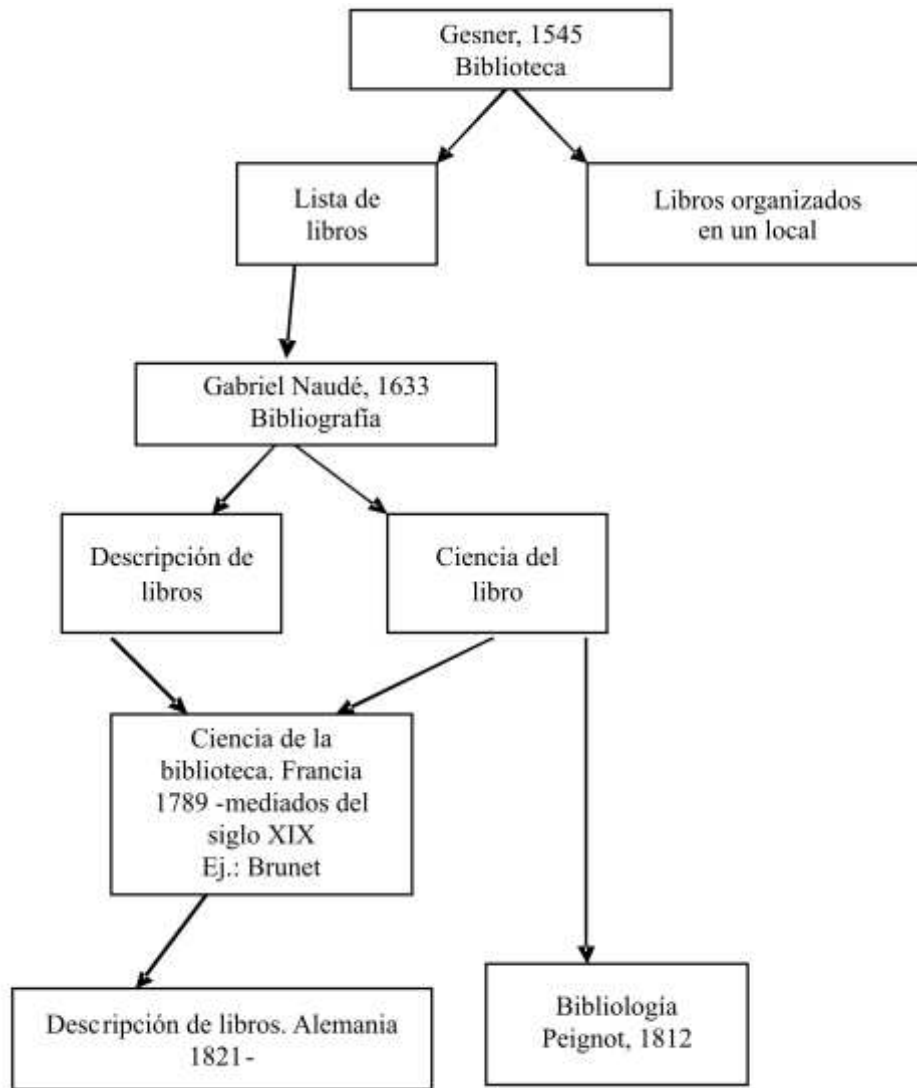 Gesner, 1545
Biblioteca
Lista de
libros
Libros organizados
en un local
Gabriel Naudé, 1633
Bibliografía
Descripción de
libros
Ciencia del
libro
Ciencia de la
biblioteca. Francia
1789 -mediados del
siglo XIX
Ej.: Brunet
Descripción de libros. Alemania
1821-
Bibliología
Peignot, 1812